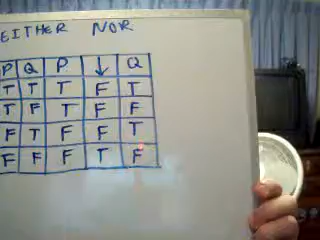 EITHER NOR
P Q P ↓ Q
T T T F T
T F T F F
F T F F T
F F F T F